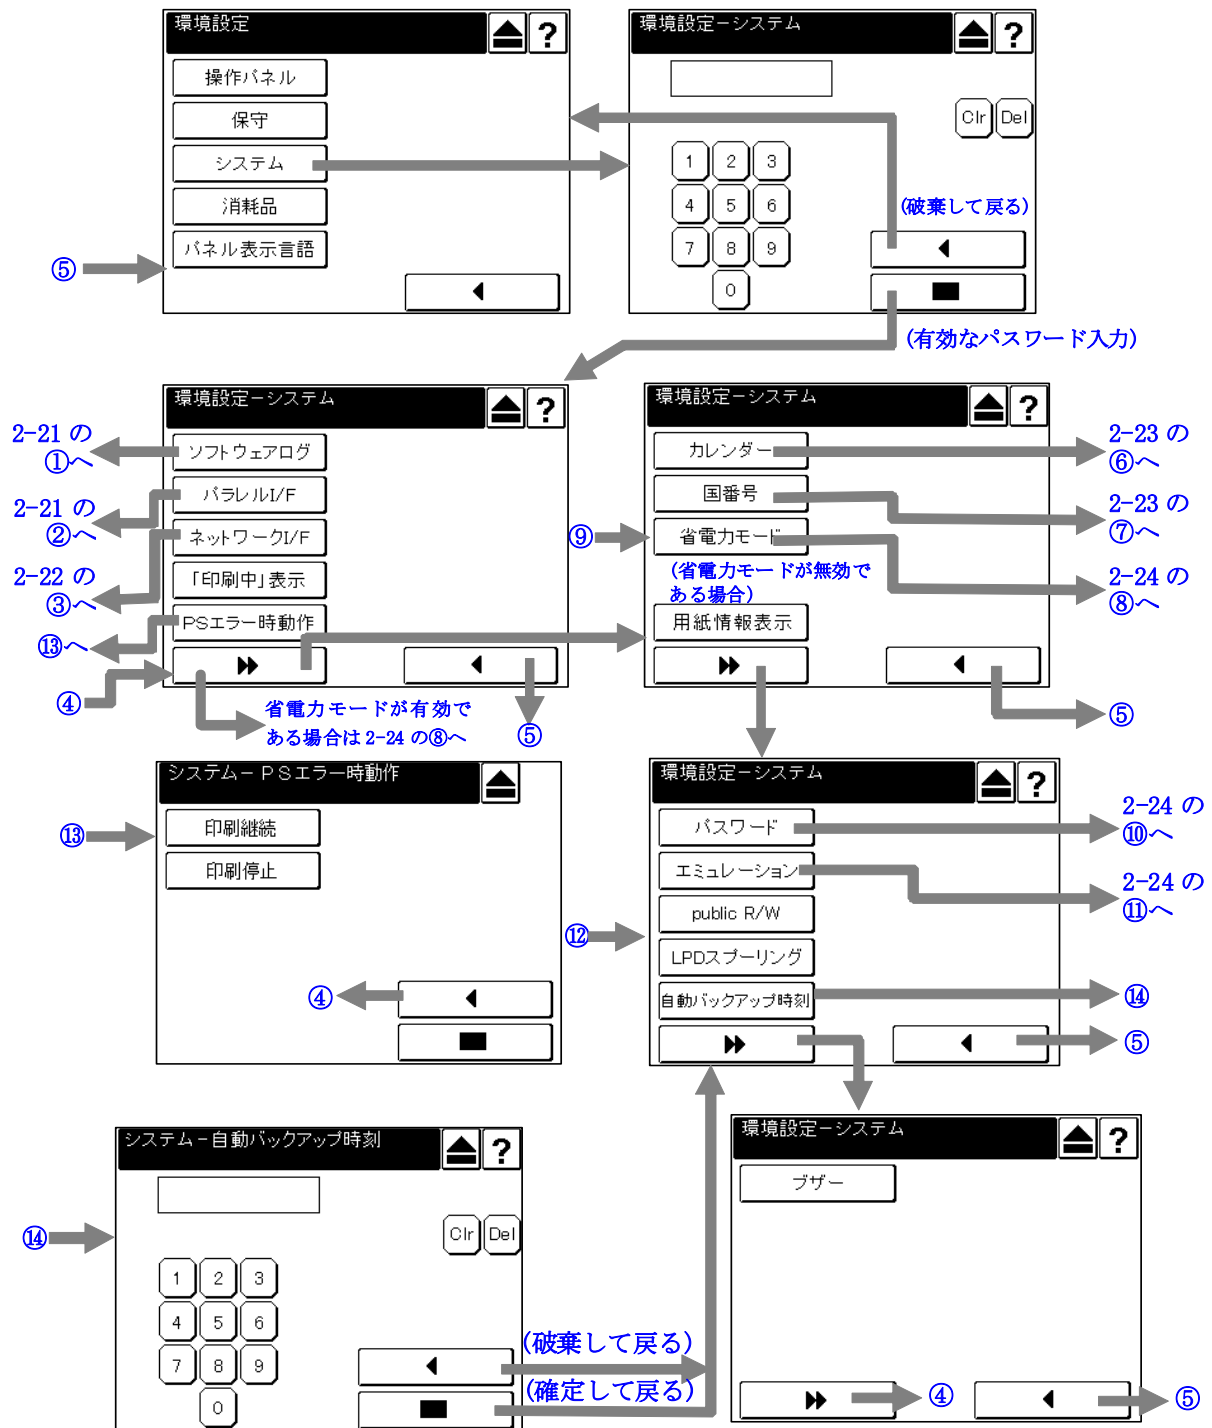 環境設定
?
操作パネル
保守
システム
消耗品
パネル表示言語
⑤
環境設定－システム
?
Clr Del
1 2 3
4 5 6
7 8 9
0
(破棄して戻る)
(有効なパスワード入力)
環境設定－システム
?
ソフトウェアログ
パラレルI/F
ネットワークI/F
「印刷中」表示
PSエラー時動作
2-21 の
①へ
2-21 の
②へ
2-22 の
③へ
⑬へ
④
省電力モードが有効で
ある場合は 2-24 の⑧へ
⑤
環境設定－システム
?
カレンダー
国番号
省電力モード
(省電力モードが無効で
ある場合)
用紙情報表示
⑨
2-23 の
⑥へ
2-23 の
⑦へ
2-24 の
⑧へ
⑤
システム－ＰＳエラー時動作
印刷継続
印刷停止
⑬
④
環境設定－システム
?
パスワード
エミュレーション
public R/W
LPDスプーリング
自動バックアップ時刻
⑫
2-24 の
⑩へ
2-24 の
⑪へ
⑭
⑤
システム－自動バックアップ時刻
?
Clr Del
⑭
1 2 3
4 5 6
7 8 9
0
(破棄して戻る)
(確定して戻る)
環境設定－システム
?
ブザー
④
⑤